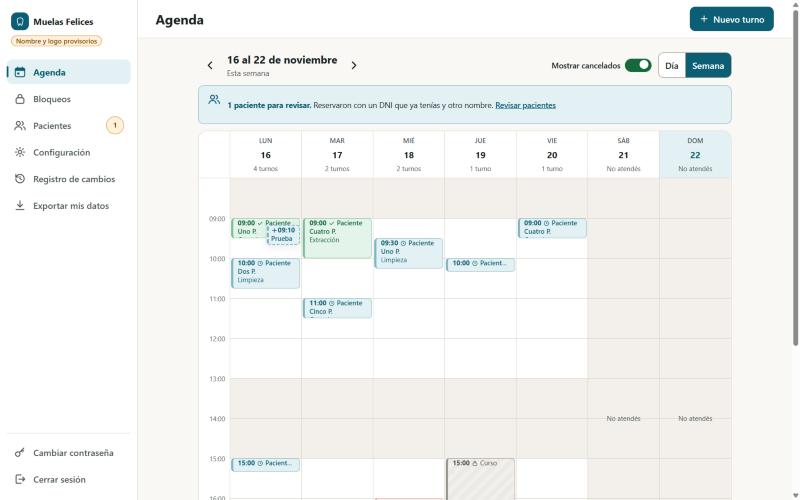 Muelas Felices
Nombre y logo provisorios
Agenda
Bloqueos
Pacientes 1
Configuración
Registro de cambios
Exportar mis datos
Cambiar contraseña
Cerrar sesión
Agenda
+ Nuevo turno
16 al 22 de noviembre
Esta semana
Mostrar cancelados
Día Semana
1 paciente para revisar. Reservaron con un DNI que ya tenías y otro nombre. Revisar pacientes
LUN MAR MIÉ JUE VIE SÁB DOM
16 17 18 19 20 21 22
4 turnos 2 turnos 2 turnos 1 turno 1 turno No atendés No atendés
09:00
09:00 Paciente
Uno P.
+09:10
Prueba
09:00 Paciente
Cuatro P.
Extracción
09:30 Paciente
Uno P.
Limpieza
09:00 Paciente
Cuatro P.
10:00
10:00 Paciente
Dos P.
Limpieza
10:00 Pacient...
11:00
11:00 Paciente
Cinco P.
12:00
13:00
14:00
No atendés No atendés
15:00
15:00 Pacient...
15:00 Curso
16:00